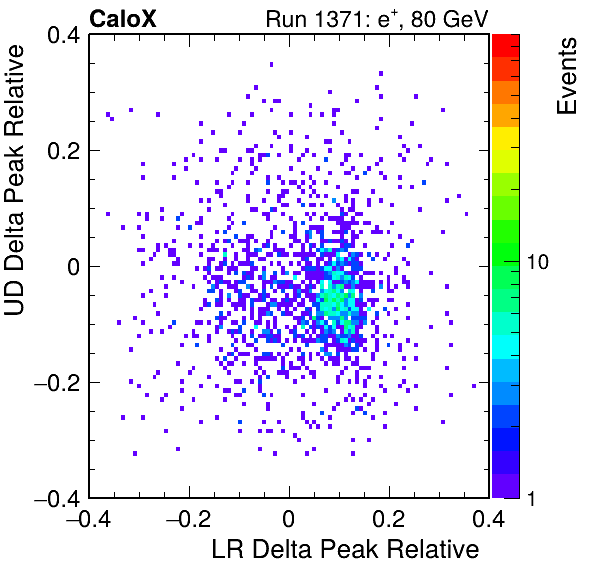 CaloX Run 1371: e⁺, 80 GeV
UD Delta Peak Relative
0.4
0.2
0
−0.2
−0.4
−0.4 −0.2 0 0.2 0.4
LR Delta Peak Relative
Events
10
1